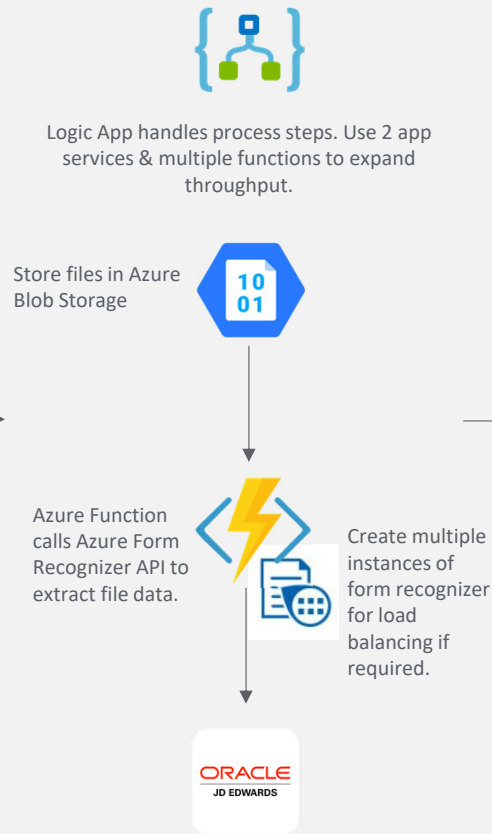 Logic App handles process steps. Use 2 app
services & multiple functions to expand
throughput.
Store files in Azure
Blob Storage
10
01
Azure Function
calls Azure Form
Recognizer API to
extract file data.
Create multiple
instances of
form recognizer
for load
balancing if
required.
ORACLE
JD EDWARDS